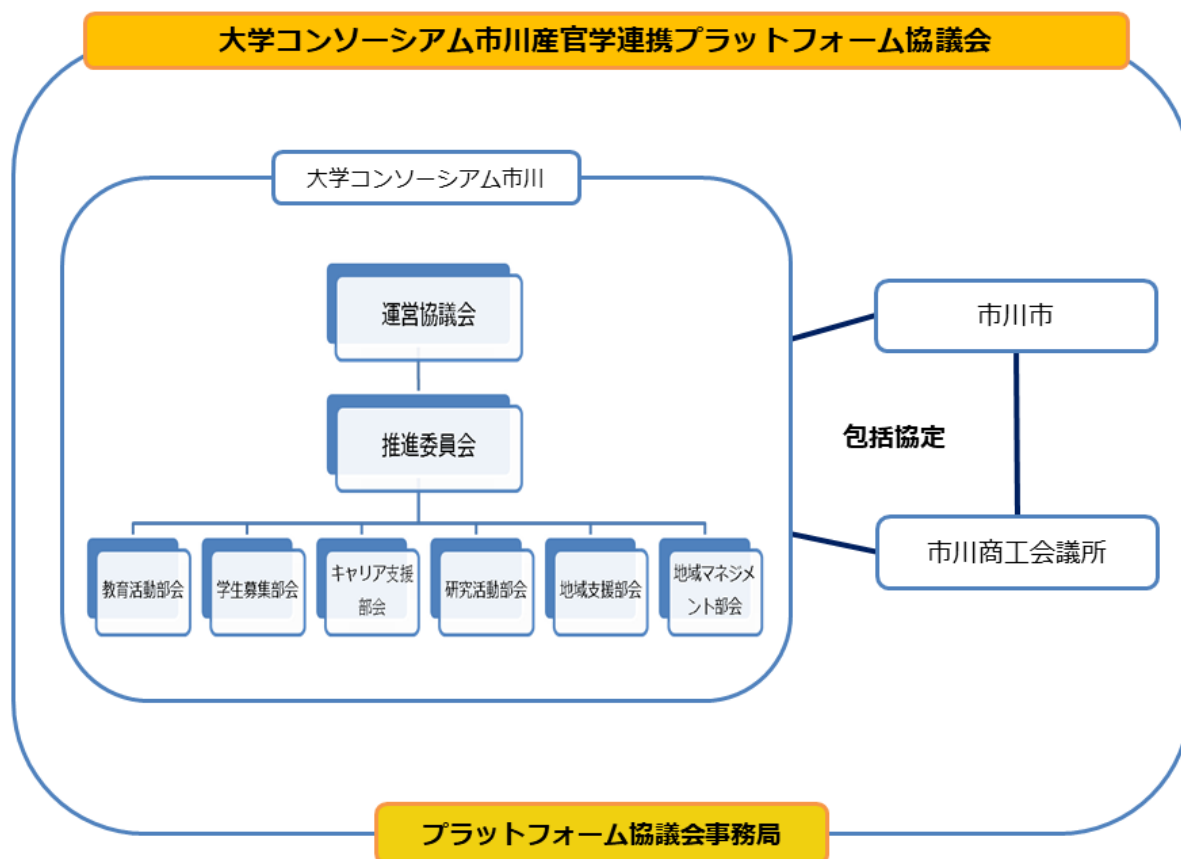 大学コンソーシアム市川産官学連携プラットフォーム協議会
大学コンソーシアム市川
運営協議会
推進委員会
教育活動部会
学生募集部会
キャリア支援
部会
研究活動部会
地域支援部会
地域マネジメ
ント部会
市川市
包括協定
市川商工会議所
プラットフォーム協議会事務局